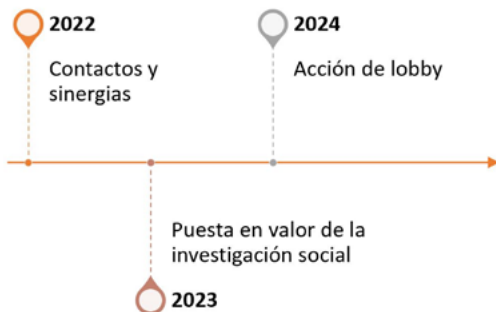 2022
Contactos y
sinergias
2024
Acción de lobby
Puesta en valor de la
investigación social
2023